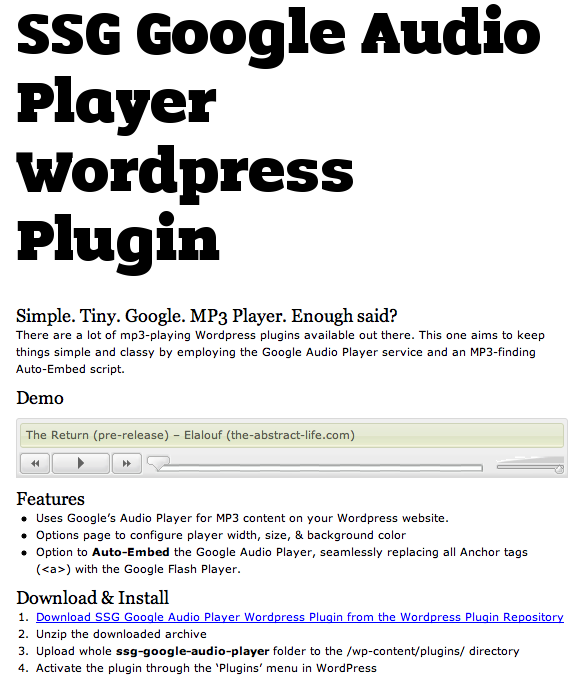 SSG Google Audio
Player
Wordpress
Plugin
Simple. Tiny. Google. MP3 Player. Enough said?
There are a lot of mp3-playing Wordpress plugins available out there. This one aims to keep
things simple and classy by employing the Google Audio Player service and an MP3-finding
Auto-Embed script.
Demo
The Return (pre-release) – Elalouf (the-abstract-life.com)
Features
• Uses Google’s Audio Player for MP3 content on your Wordpress website.
• Options page to configure player width, size, & background color
• Option to Auto-Embed the Google Audio Player, seamlessly replacing all Anchor tags
(<a>) with the Google Flash Player.
Download & Install
1. Download SSG Google Audio Player Wordpress Plugin from the Wordpress Plugin Repository
2. Unzip the downloaded archive
3. Upload whole ssg-google-audio-player folder to the /wp-content/plugins/ directory
4. Activate the plugin through the ‘Plugins’ menu in WordPress